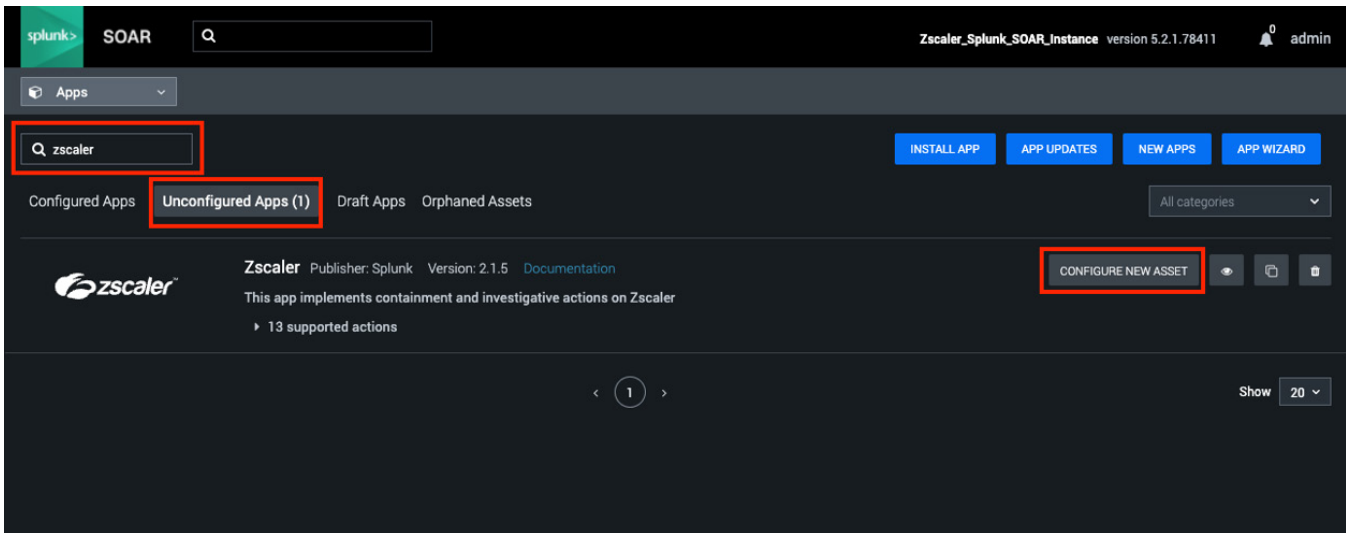 splunk> SOAR Zscaler_Splunk_SOAR_Instance version 5.2.1.78411 0 admin
Apps
zscaler INSTALL APP APP UPDATES NEW APPS APP WIZARD
Configured Apps Unconfigured Apps (1) Draft Apps Orphaned Assets All categories
zscaler™ Zscaler Publisher: Splunk Version: 2.1.5 Documentation CONFIGURE NEW ASSET
This app implements containment and investigative actions on Zscaler
13 supported actions
‹ 1 › Show 20